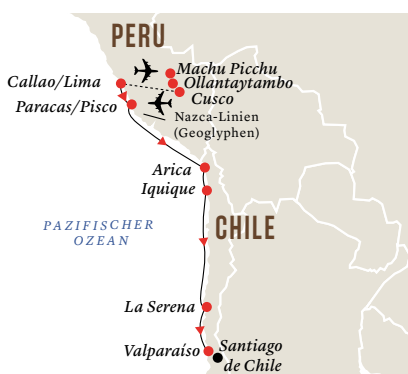 PERU
Machu Picchu
Callao/Lima
Ollantaytambo
Cusco
Paracas/Pisco
Nazca-Linien
(Geoglyphen)
Arica
Iquique
PAZIFISCHER
OZEAN
CHILE
La Serena
Valparaíso
Santiago
de Chile